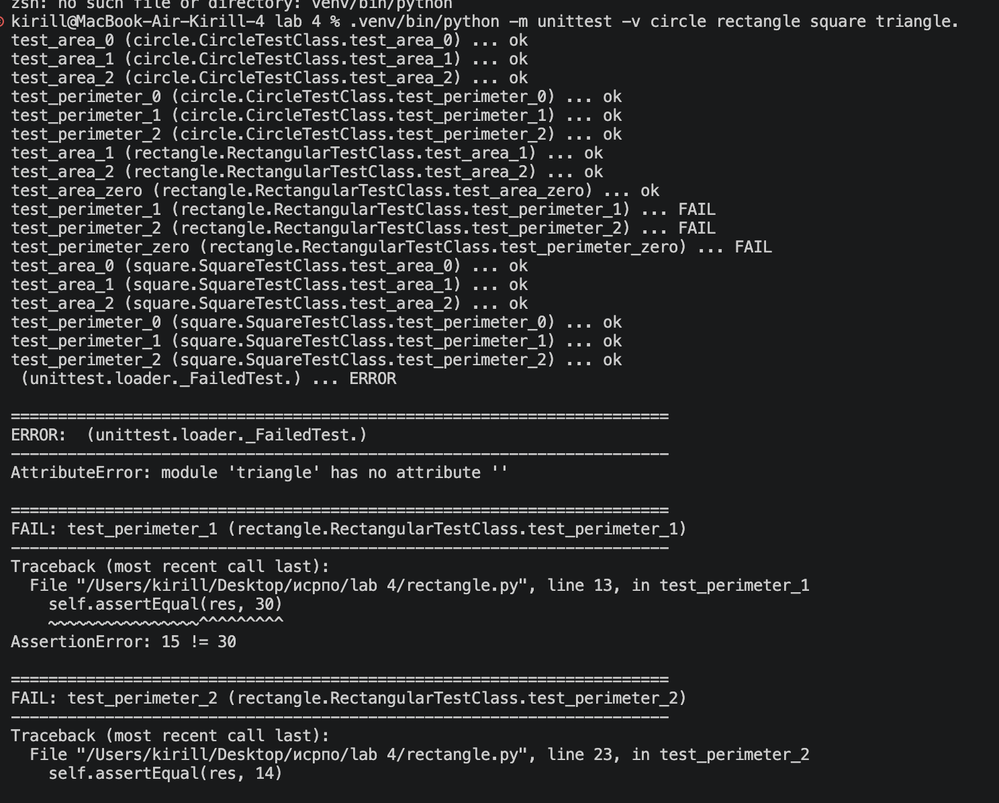 zsh: no such file or directory: venv/bin/python
kirill@MacBook-Air-Kirill-4 lab 4 % .venv/bin/python -m unittest -v circle rectangle square triangle.
test_area_0 (circle.CircleTestClass.test_area_0) ... ok
test_area_1 (circle.CircleTestClass.test_area_1) ... ok
test_area_2 (circle.CircleTestClass.test_area_2) ... ok
test_perimeter_0 (circle.CircleTestClass.test_perimeter_0) ... ok
test_perimeter_1 (circle.CircleTestClass.test_perimeter_1) ... ok
test_perimeter_2 (circle.CircleTestClass.test_perimeter_2) ... ok
test_area_1 (rectangle.RectangularTestClass.test_area_1) ... ok
test_area_2 (rectangle.RectangularTestClass.test_area_2) ... ok
test_area_zero (rectangle.RectangularTestClass.test_area_zero) ... ok
test_perimeter_1 (rectangle.RectangularTestClass.test_perimeter_1) ... FAIL
test_perimeter_2 (rectangle.RectangularTestClass.test_perimeter_2) ... FAIL
test_perimeter_zero (rectangle.RectangularTestClass.test_perimeter_zero) ... FAIL
test_area_0 (square.SquareTestClass.test_area_0) ... ok
test_area_1 (square.SquareTestClass.test_area_1) ... ok
test_area_2 (square.SquareTestClass.test_area_2) ... ok
test_perimeter_0 (square.SquareTestClass.test_perimeter_0) ... ok
test_perimeter_1 (square.SquareTestClass.test_perimeter_1) ... ok
test_perimeter_2 (square.SquareTestClass.test_perimeter_2) ... ok
 (unittest.loader._FailedTest.) ... ERROR

======================================================================
ERROR:  (unittest.loader._FailedTest.)
----------------------------------------------------------------------
AttributeError: module 'triangle' has no attribute ''

======================================================================
FAIL: test_perimeter_1 (rectangle.RectangularTestClass.test_perimeter_1)
----------------------------------------------------------------------
Traceback (most recent call last):
  File "/Users/kirill/Desktop/исрпо/lab 4/rectangle.py", line 13, in test_perimeter_1
    self.assertEqual(res, 30)
    ~~~~~~~~~~~~~~~~^^^^^^^^^
AssertionError: 15 != 30

======================================================================
FAIL: test_perimeter_2 (rectangle.RectangularTestClass.test_perimeter_2)
----------------------------------------------------------------------
Traceback (most recent call last):
  File "/Users/kirill/Desktop/исрпо/lab 4/rectangle.py", line 23, in test_perimeter_2
    self.assertEqual(res, 14)